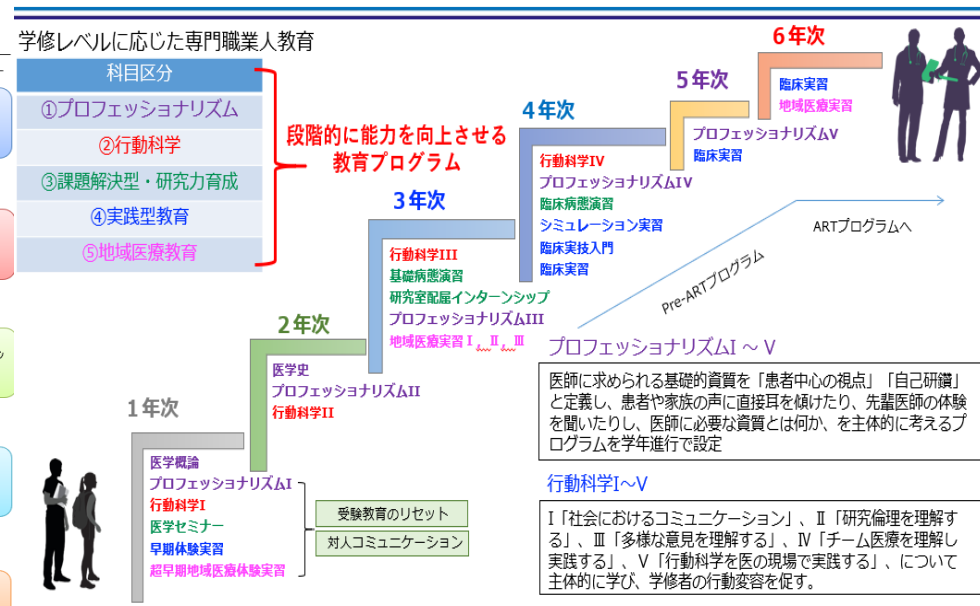 学修レベルに応じた専門職業人教育
科目区分
①プロフェッショナリズム
②行動科学
③課題解決型・研究力育成
④実践型教育
⑤地域医療教育
段階的に能力を向上させる
教育プログラム
1年次
医学概論
プロフェッショナリズムI
行動科学I
医学セミナー
早期体験実習
超早期地域医療体験実習
受験教育のリセット
対人コミュニケーション
2年次
医学史
プロフェッショナリズムII
行動科学II
3年次
行動科学III
基礎病態演習
研究室配属インターンシップ
プロフェッショナリズムIII
地域医療実習Ⅰ,Ⅱ,Ⅲ
4年次
行動科学IV
プロフェッショナリズムIV
臨床病態演習
シミュレーション実習
臨床実技入門
臨床実習
5年次
プロフェッショナリズムV
臨床実習
6年次
臨床実習
地域医療実習
Pre-ARTプログラム
ARTプログラムへ
プロフェッショナリズムI ~ V
医師に求められる基礎的資質を「患者中心の視点」「自己研鑽」
と定義し、患者や家族の声に直接耳を傾けたり、先輩医師の体験
を聞いたりし、医師に必要な資質とは何か、を主体的に考えるプ
ログラムを学年進行で設定
行動科学I~V
I「社会におけるコミュニケーション」、Ⅱ「研究倫理を理解す
る」、Ⅲ「多様な意見を理解する」、Ⅳ「チーム医療を理解し
実践する」、Ⅴ「行動科学を医の現場で実践する」、について
主体的に学び、学修者の行動変容を促す。